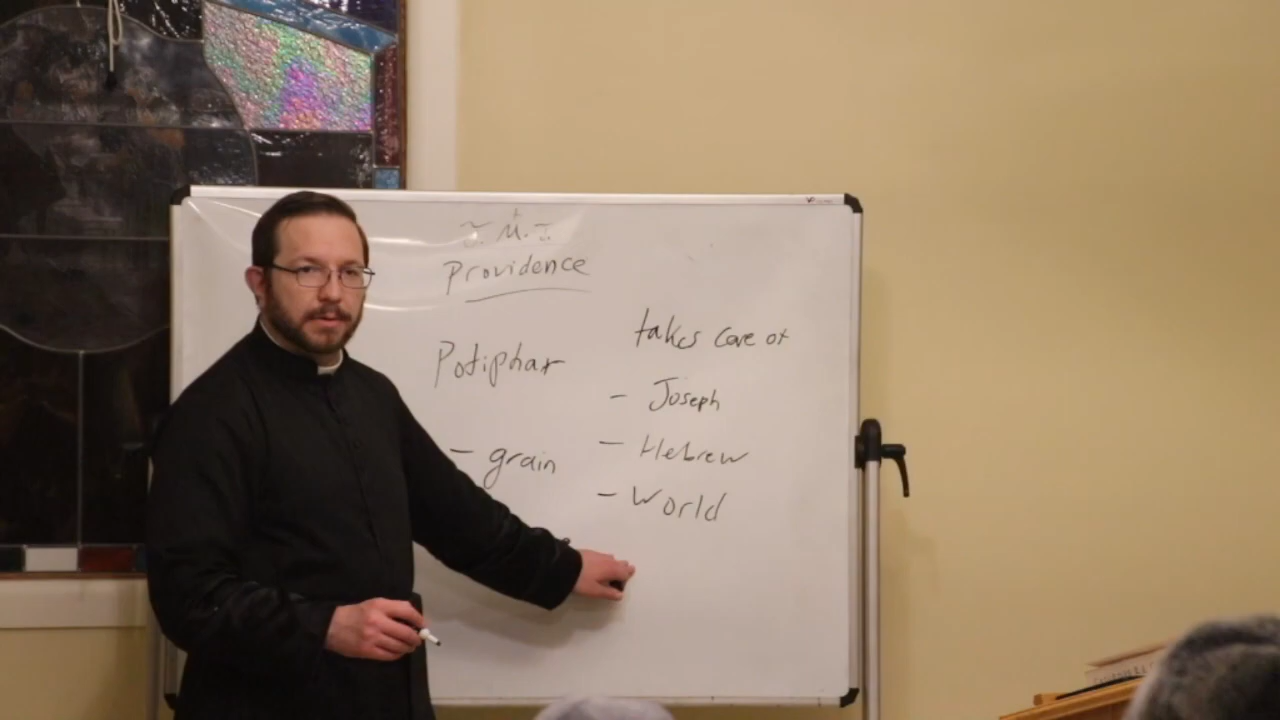 J. M. J.
Providence
Potiphar
- grain
takes care of
- Joseph
- Hebrew
- World